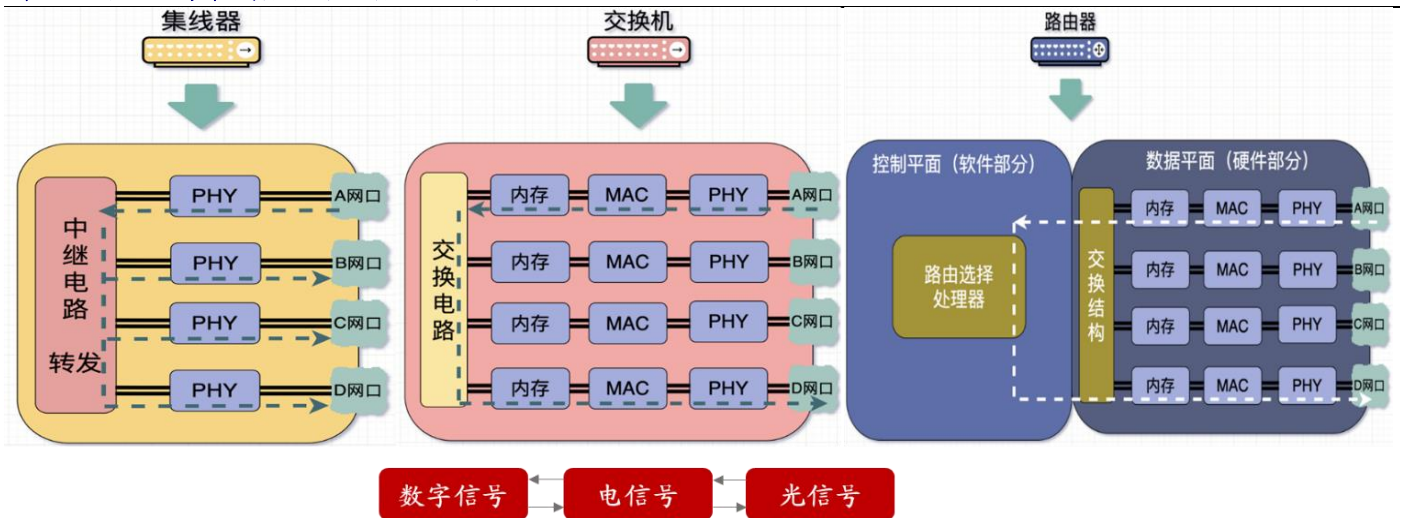 集线器
交换机
路由器
中继电路
转发
PHY
A网口
PHY
B网口
PHY
C网口
PHY
D网口
交换电路
内存
MAC
PHY
A网口
内存
MAC
PHY
B网口
内存
MAC
PHY
C网口
内存
MAC
PHY
D网口
控制平面（软件部分）
路由选择
处理器
数据平面（硬件部分）
交换结构
内存
MAC
PHY
A网口
内存
MAC
PHY
B网口
内存
MAC
PHY
C网口
内存
MAC
PHY
D网口
数字信号
电信号
光信号